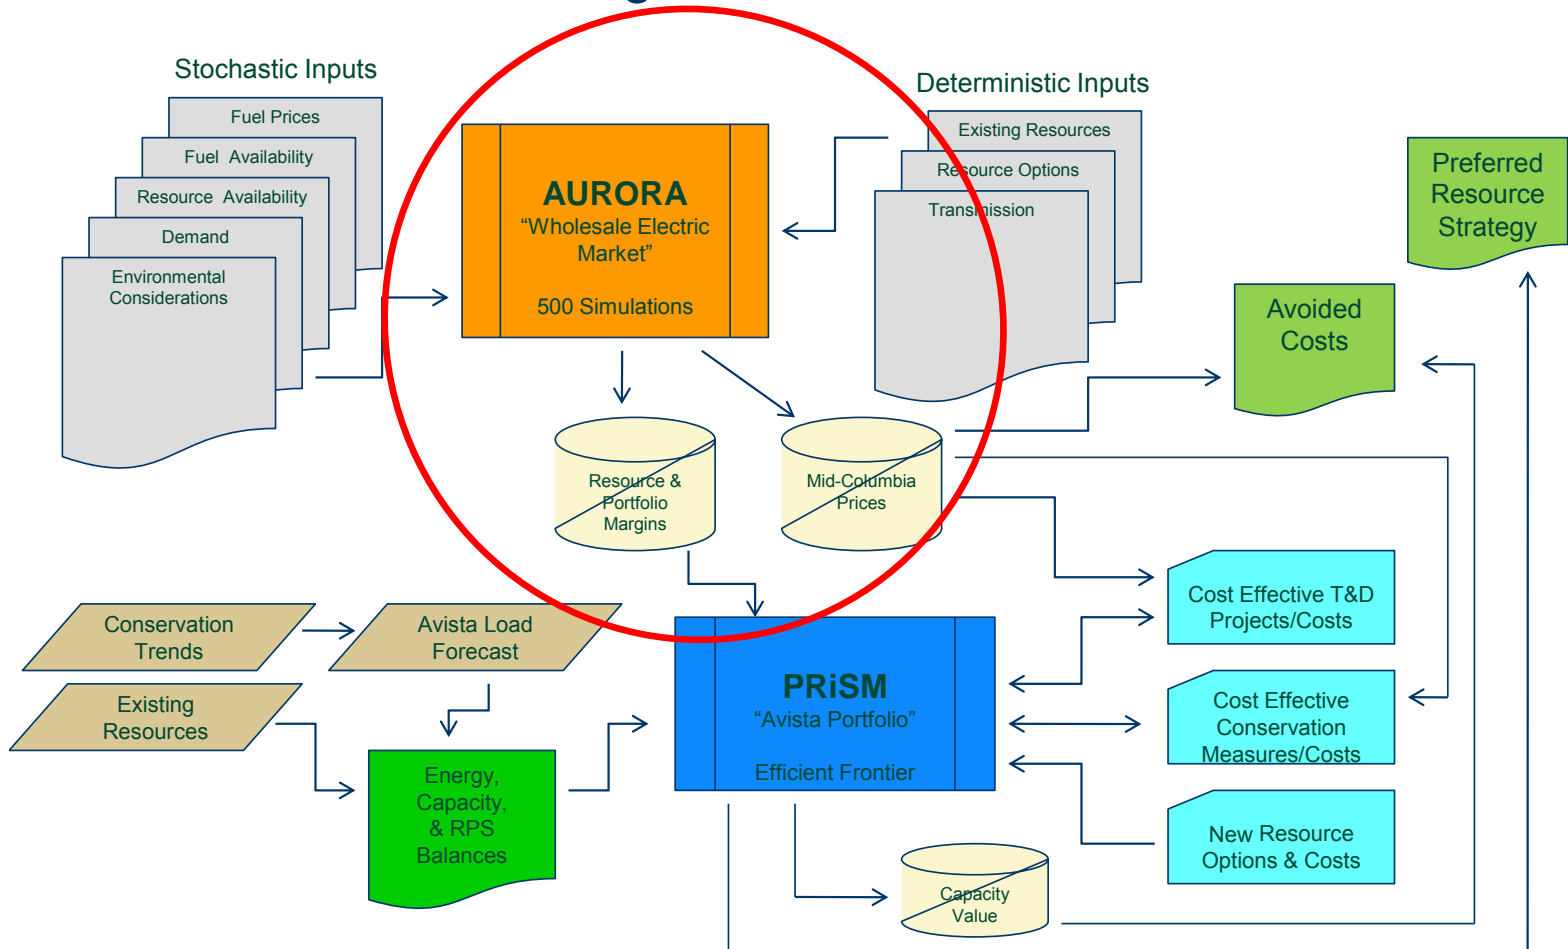 Stochastic Inputs
Fuel Prices
Fuel Availability
Resource Availability
Demand
Environmental
Considerations
AURORA
“Wholesale Electric
Market”
500 Simulations
Deterministic Inputs
Existing Resources
Resource Options
Transmission
Preferred
Resource
Strategy
Avoided
Costs
Resource &
Portfolio
Margins
Mid-Columbia
Prices
Conservation
Trends
Avista Load
Forecast
Existing
Resources
Energy,
Capacity,
& RPS
Balances
PRiSM
“Avista Portfolio”
Efficient Frontier
Cost Effective T&D
Projects/Costs
Cost Effective
Conservation
Measures/Costs
New Resource
Options & Costs
Capacity
Value